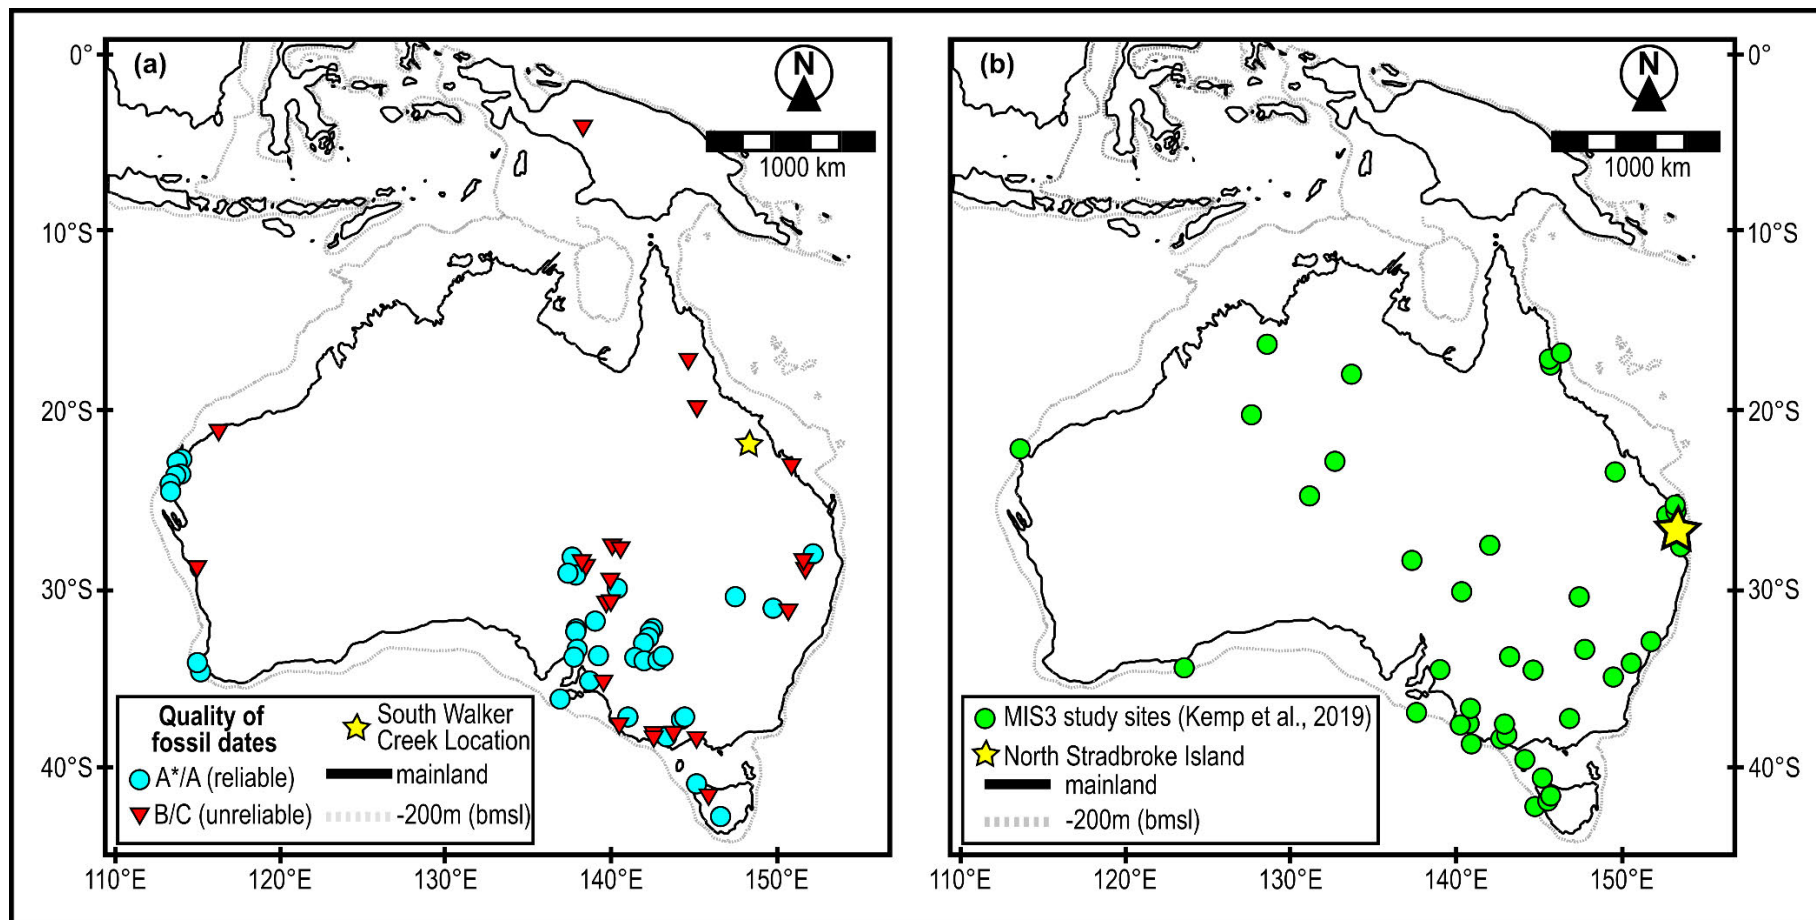 (a)
N
1000 km
0°
10°S
20°S
30°S
40°S
110°E
120°E
130°E
140°E
150°E
Quality of
fossil dates
A*/A (reliable)
B/C (unreliable)
South Walker
Creek Location
mainland
-200m (bmsl)
(b)
N
1000 km
0°
10°S
20°S
30°S
40°S
110°E
120°E
130°E
140°E
150°E
MIS3 study sites (Kemp et al., 2019)
North Stradbroke Island
mainland
-200m (bmsl)